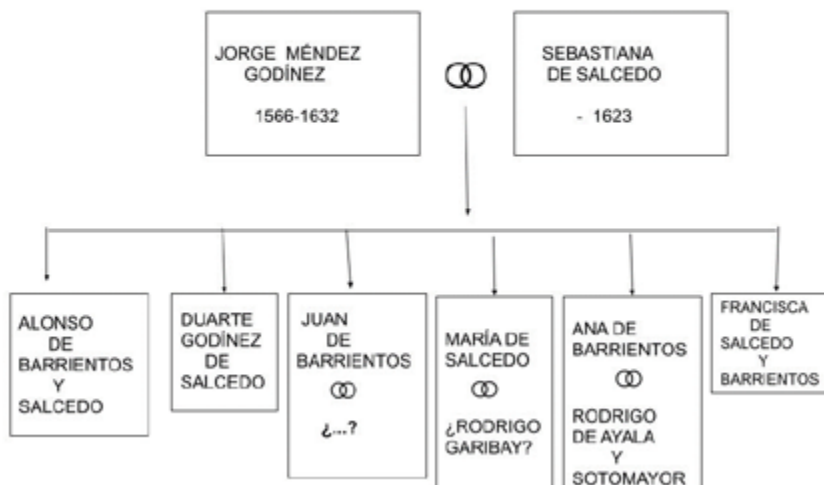 JORGE MÉNDEZ
GODÍNEZ
1566-1632
SEBASTIANA
DE SALCEDO
- 1623
ALONSO
DE
BARRIENTOS
Y
SALCEDO
DUARTE
GODÍNEZ
DE
SALCEDO
JUAN
DE
BARRIENTOS
¿...?
MARÍA DE
SALCEDO
¿RODRIGO
GARIBAY?
ANA DE
BARRIENTOS
RODRIGO
DE AYALA
Y
SOTOMAYOR
FRANCISCA
DE
SALCEDO
Y
BARRIENTOS